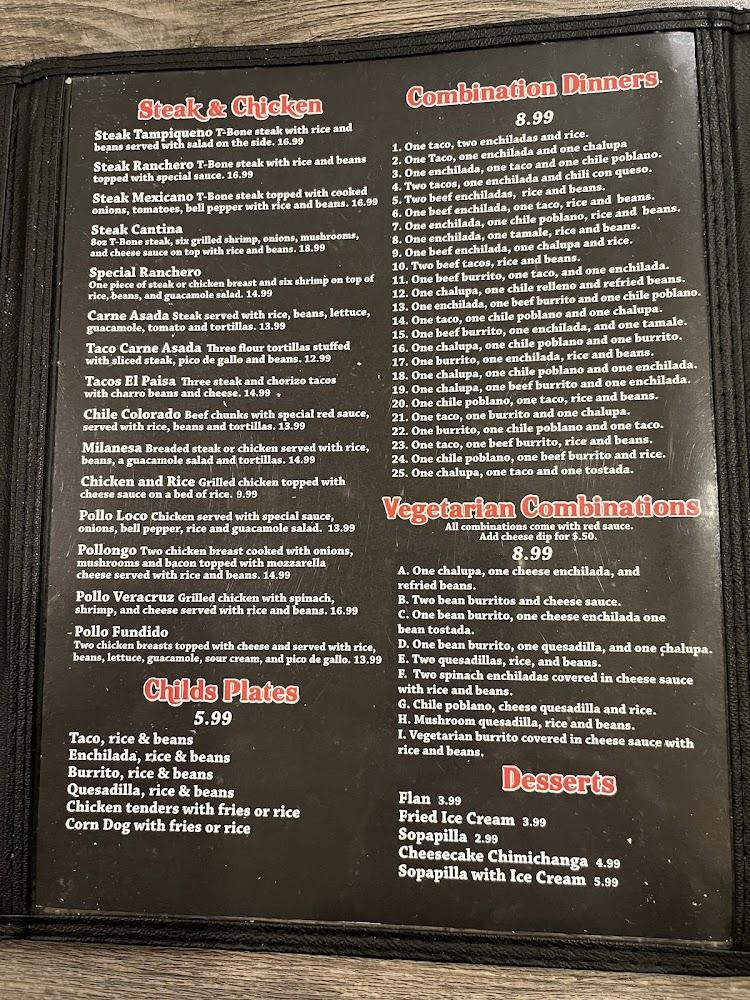 Steak & Chicken
Steak Tampiqueno T-Bone steak with rice and
beans served with salad on the side. 16.99
Steak Ranchero T-Bone steak with rice and beans
topped with special sauce. 16.99
Steak Mexicano T-Bone steak topped with cooked
onions, tomatoes, bell pepper with rice and beans. 16.99
Steak Cantina
8oz T-Bone steak, six grilled shrimp, onions, mushrooms,
and cheese sauce on top with rice and beans. 18.99
Special Ranchero
One piece of steak or chicken breast and six shrimp on top of
rice, beans, and guacamole salad. 14.99
Carne Asada Steak served with rice, beans, lettuce,
guacamole, tomato and tortillas. 13.99
Taco Carne Asada Three flour tortillas stuffed
with sliced steak, pico de gallo and beans. 12.99
Tacos El Paisa Three steak and chorizo tacos
with charro beans and cheese. 14.99
Chile Colorado Beef chunks with special red sauce,
served with rice, beans and tortillas. 13.99
Milanesa Breaded steak or chicken served with rice,
beans, a guacamole salad and tortillas. 14.99
Chicken and Rice Grilled chicken topped with
cheese sauce on a bed of rice. 9.99
Pollo Loco Chicken served with special sauce,
onions, bell pepper, rice and guacamole salad. 13.99
Pollongo Two chicken breast cooked with onions,
mushrooms and bacon topped with mozzarella
cheese served with rice and beans. 14.99
Pollo Veracruz Grilled chicken with spinach,
shrimp, and cheese served with rice and beans. 16.99
Pollo Fundido
Two chicken breasts topped with cheese and served with rice,
beans, lettuce, guacamole, sour cream, and pico de gallo. 13.99
Childs Plates
5.99
Taco, rice & beans
Enchilada, rice & beans
Burrito, rice & beans
Quesadilla, rice & beans
Chicken tenders with fries or rice
Corn Dog with fries or rice
Combination Dinners
8.99
1. One taco, two enchiladas and rice.
2. One Taco, one enchilada and one chalupa
3. One enchilada, one taco and one chile poblano.
4. Two tacos, one enchilada and chili con queso.
5. Two beef enchiladas, rice and beans.
6. One beef enchilada, one taco, rice and beans.
7. One enchilada, one chile poblano, rice and beans.
8. One enchilada, one tamale, rice and beans.
9. One beef enchilada, one chalupa and rice.
10. Two beef tacos, rice and beans.
11. One beef burrito, one taco, and one enchilada.
12. One chalupa, one chile relleno and refried beans.
13. One enchilada, one beef burrito and one chile poblano.
14. One taco, one chile poblano and one chalupa.
15. One beef burrito, one enchilada, and one tamale.
16. One chalupa, one chile poblano and one burrito.
17. One burrito, one enchilada, rice and beans.
18. One chalupa, one chile poblano and one enchilada.
19. One chalupa, one beef burrito and one enchilada.
20. One chile poblano, one taco, rice and beans.
21. One taco, one burrito and one chalupa.
22. One burrito, one chile poblano and one taco.
23. One taco, one beef burrito, rice and beans.
24. One chile poblano, one beef burrito and rice.
25. One chalupa, one taco and one tostada.
Vegetarian Combinations
All combinations come with red sauce.
Add cheese dip for $.50.
8.99
A. One chalupa, one cheese enchilada, and
refried beans.
B. Two bean burritos and cheese sauce.
C. One bean burrito, one cheese enchilada one
bean tostada.
D. One bean burrito, one quesadilla, and one chalupa.
E. Two quesadillas, rice, and beans.
F. Two spinach enchiladas covered in cheese sauce
with rice and beans.
G. Chile poblano, cheese quesadilla and rice.
H. Mushroom quesadilla, rice and beans.
I. Vegetarian burrito covered in cheese sauce with
rice and beans.
Desserts
Flan 3.99
Fried Ice Cream 3.99
Sopapilla 2.99
Cheesecake Chimichanga 4.99
Sopapilla with Ice Cream 5.99